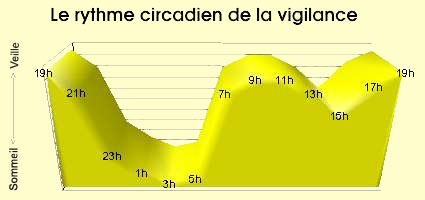 Le rythme circadien de la vigilance
Sommeil <——> Veille
19h
21h
23h
1h
3h
5h
7h
9h
11h
13h
15h
17h
19h